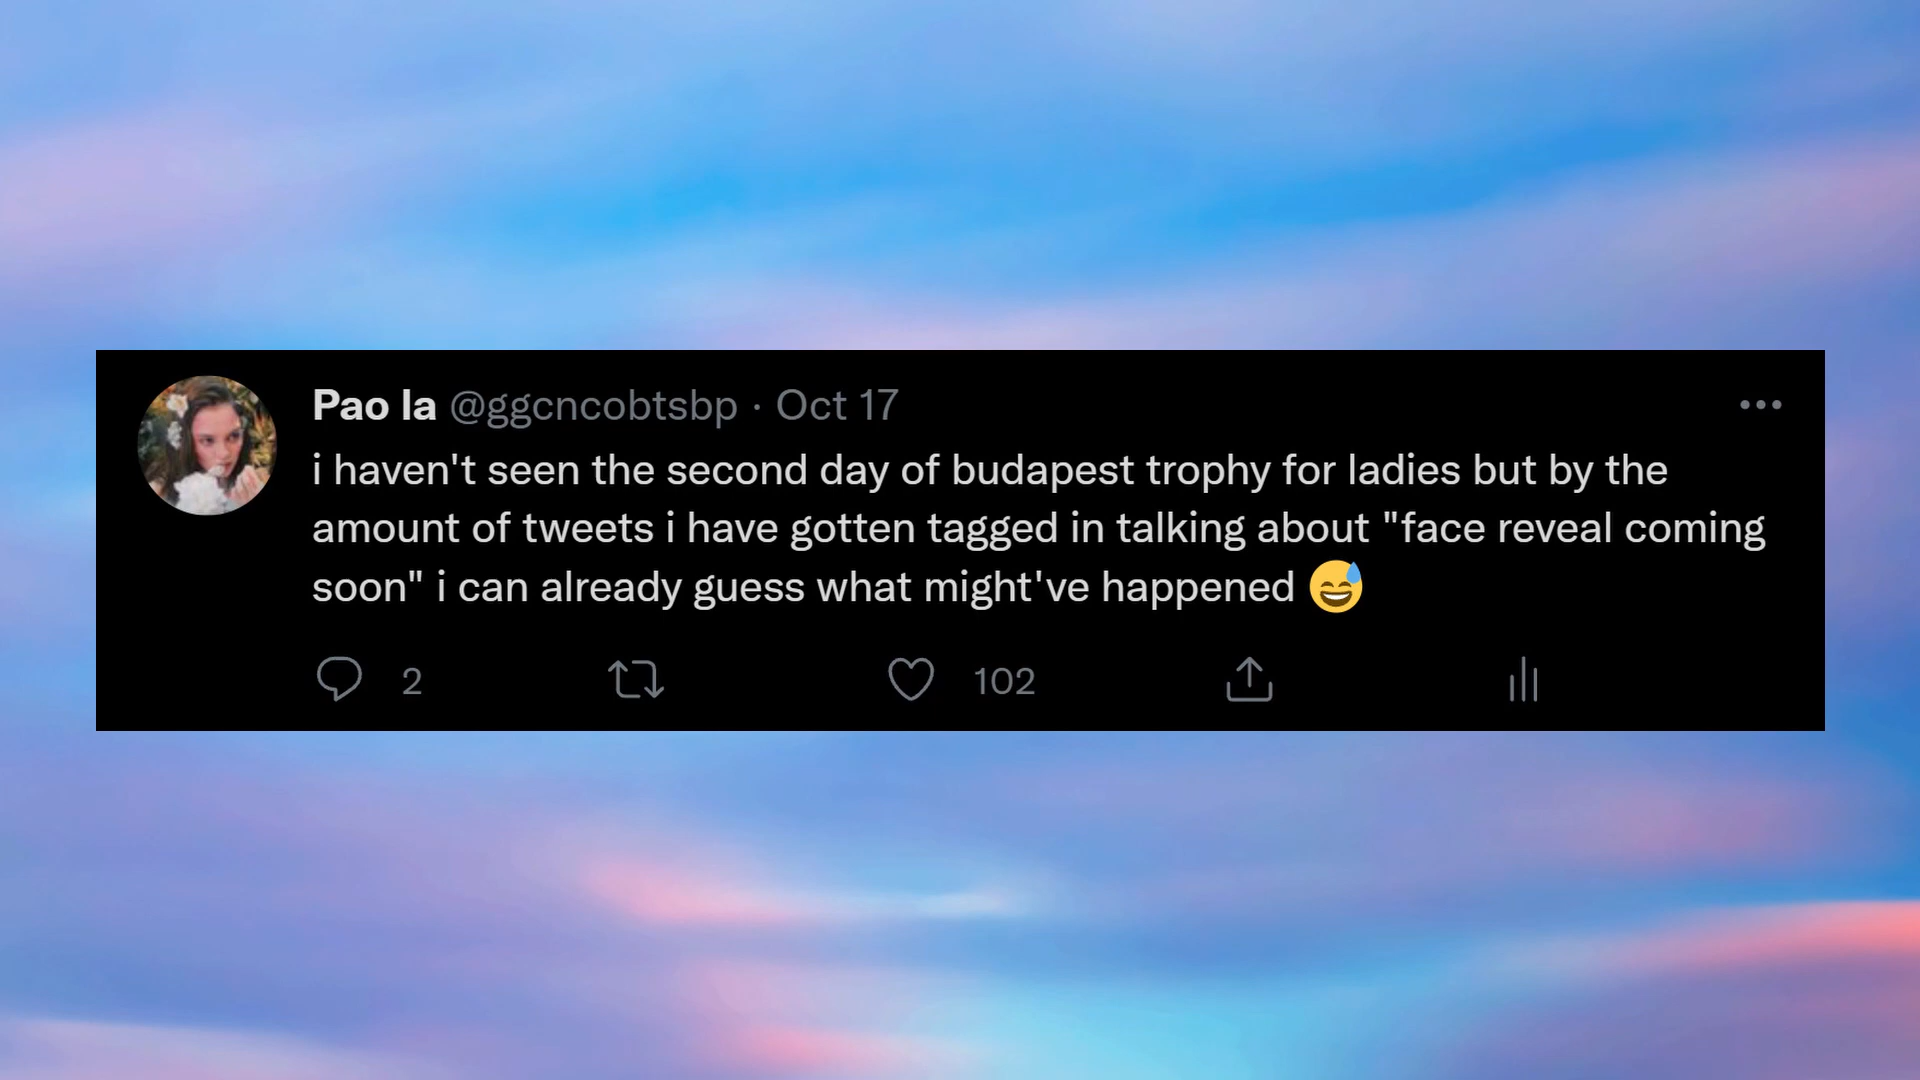 Pao la @ggcncobtsbp · Oct 17
i haven't seen the second day of budapest trophy for ladies but by the
amount of tweets i have gotten tagged in talking about "face reveal coming
soon" i can already guess what might've happened 😅
2 102